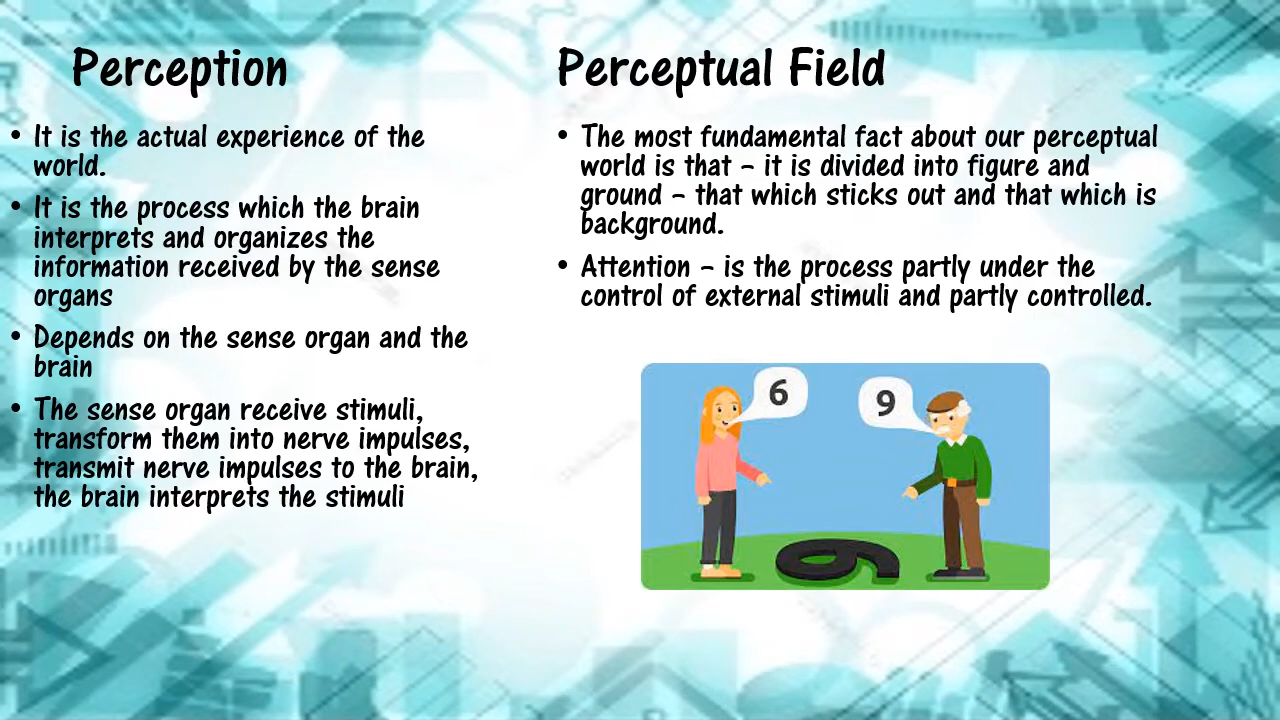 Perception
• It is the actual experience of the
world.
• It is the process which the brain
interprets and organizes the
information received by the sense
organs
• Depends on the sense organ and the
brain
• The sense organ receive stimuli,
transform them into nerve impulses,
transmit nerve impulses to the brain,
the brain interprets the stimuli
Perceptual Field
• The most fundamental fact about our perceptual
world is that – it is divided into figure and
ground – that which sticks out and that which is
background.
• Attention – is the process partly under the
control of external stimuli and partly controlled.
6
9